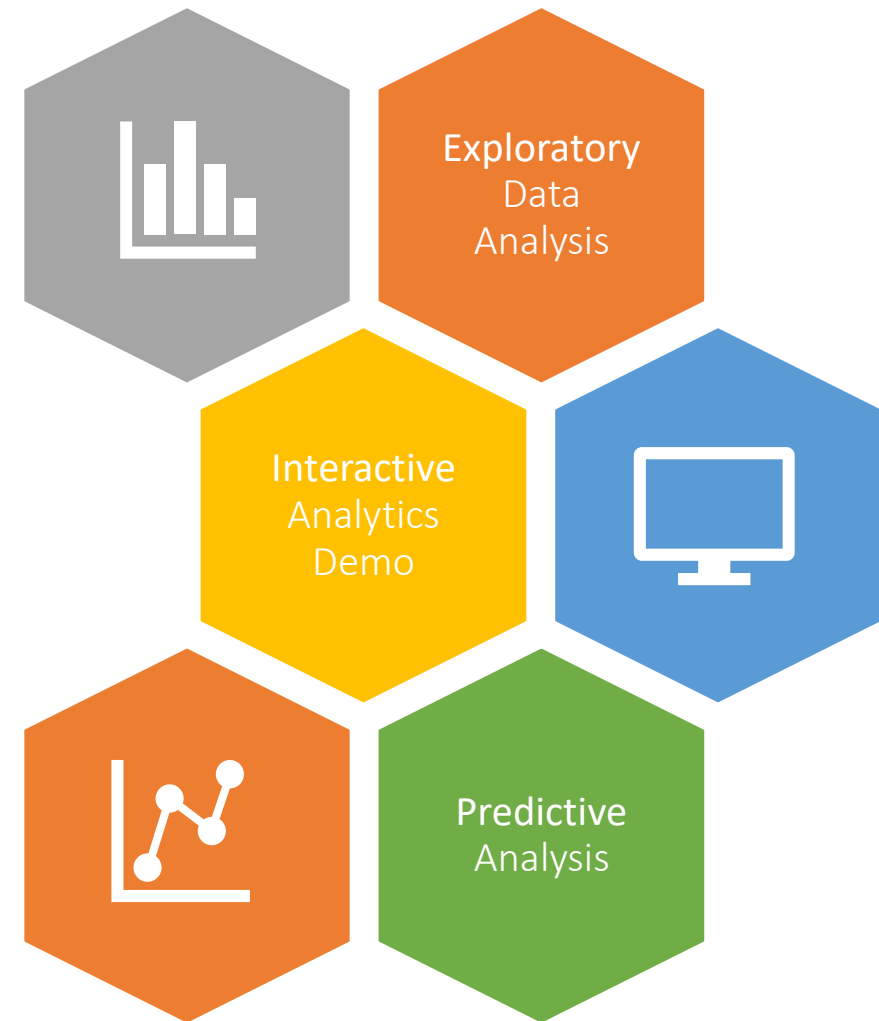 Exploratory
Data
Analysis
Interactive
Analytics
Demo
Predictive
Analysis